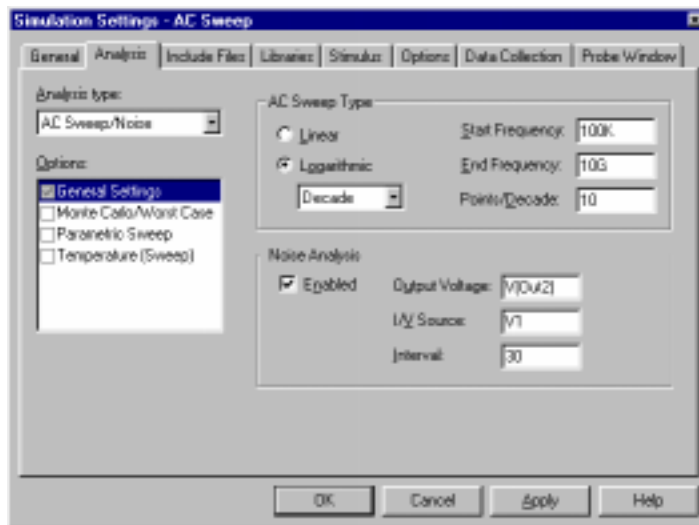 Simulation Settings - AC Sweep
General Analysis Include Files Libraries Stimulus Options Data Collection Probe Window
Analysis type:
AC Sweep/Noise
Options:
General Settings
Monte Carlo/Worst Case
Parametric Sweep
Temperature (Sweep)
AC Sweep Type
Linear
Logarithmic
Decade
Start Frequency: 100K
End Frequency: 10G
Points/Decade: 10
Noise Analysis
Enabled
Output Voltage: V(Out2)
I/V Source: V1
Interval: 30
OK Cancel Apply Help